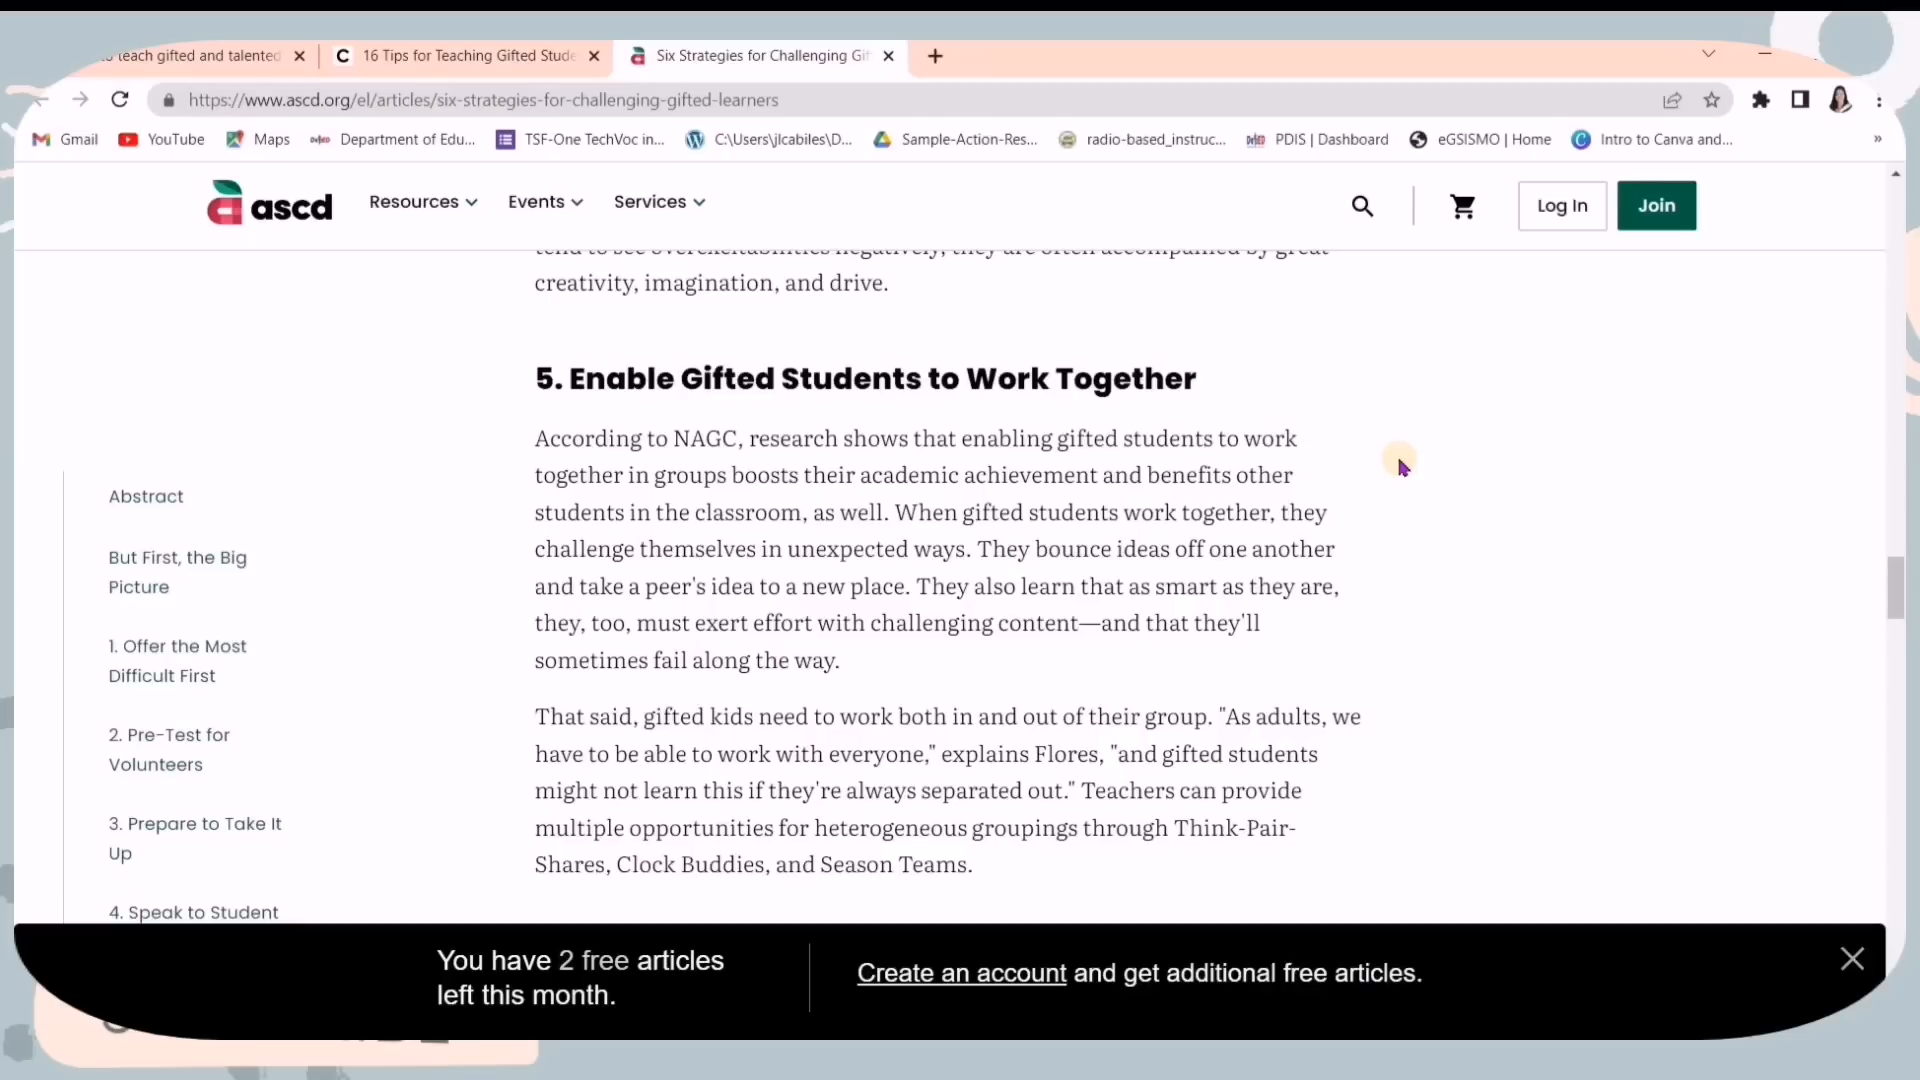 teach gifted and talented
16 Tips for Teaching Gifted Stude
Six Strategies for Challenging Gif
https://www.ascd.org/el/articles/six-strategies-for-challenging-gifted-learners
Gmail YouTube Maps Department of Edu... TSF-One TechVoc in... C:\Users\jlcabiles\D... Sample-Action-Res... radio-based_instruc... PDIS | Dashboard eGSISMO | Home Intro to Canva and... »
ascd Resources Events Services Log In Join
tend to see overexcitabilities negatively, they are often accompanied by great
creativity, imagination, and drive.
5. Enable Gifted Students to Work Together
According to NAGC, research shows that enabling gifted students to work
together in groups boosts their academic achievement and benefits other
students in the classroom, as well. When gifted students work together, they
challenge themselves in unexpected ways. They bounce ideas off one another
and take a peer's idea to a new place. They also learn that as smart as they are,
they, too, must exert effort with challenging content—and that they'll
sometimes fail along the way.
That said, gifted kids need to work both in and out of their group. "As adults, we
have to be able to work with everyone," explains Flores, "and gifted students
might not learn this if they're always separated out." Teachers can provide
multiple opportunities for heterogeneous groupings through Think-Pair-
Shares, Clock Buddies, and Season Teams.
Abstract
But First, the Big
Picture
1. Offer the Most
Difficult First
2. Pre-Test for
Volunteers
3. Prepare to Take It
Up
4. Speak to Student
You have 2 free articles
left this month.
Create an account and get additional free articles.